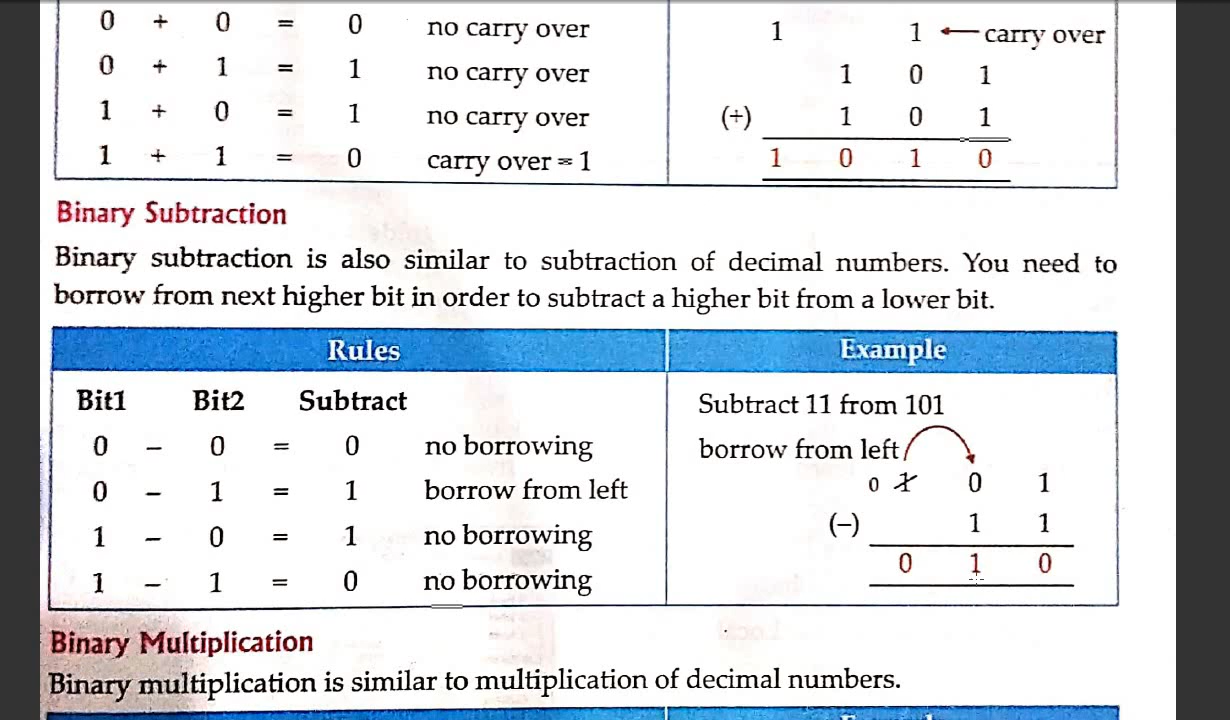 0 + 0 = 0 no carry over
0 + 1 = 1 no carry over
1 + 0 = 1 no carry over
1 + 1 = 0 carry over = 1
1 1 ←carry over
1 0 1
(+) 1 0 1
1 0 1 0
Binary Subtraction
Binary subtraction is also similar to subtraction of decimal numbers. You need to
borrow from next higher bit in order to subtract a higher bit from a lower bit.
Rules
Bit1 Bit2 Subtract
0 – 0 = 0 no borrowing
0 – 1 = 1 borrow from left
1 – 0 = 1 no borrowing
1 – 1 = 0 no borrowing
Example
Subtract 11 from 101
borrow from left
0 1 0 1
(–) 1 1
0 1 0
Binary Multiplication
Binary multiplication is similar to multiplication of decimal numbers.